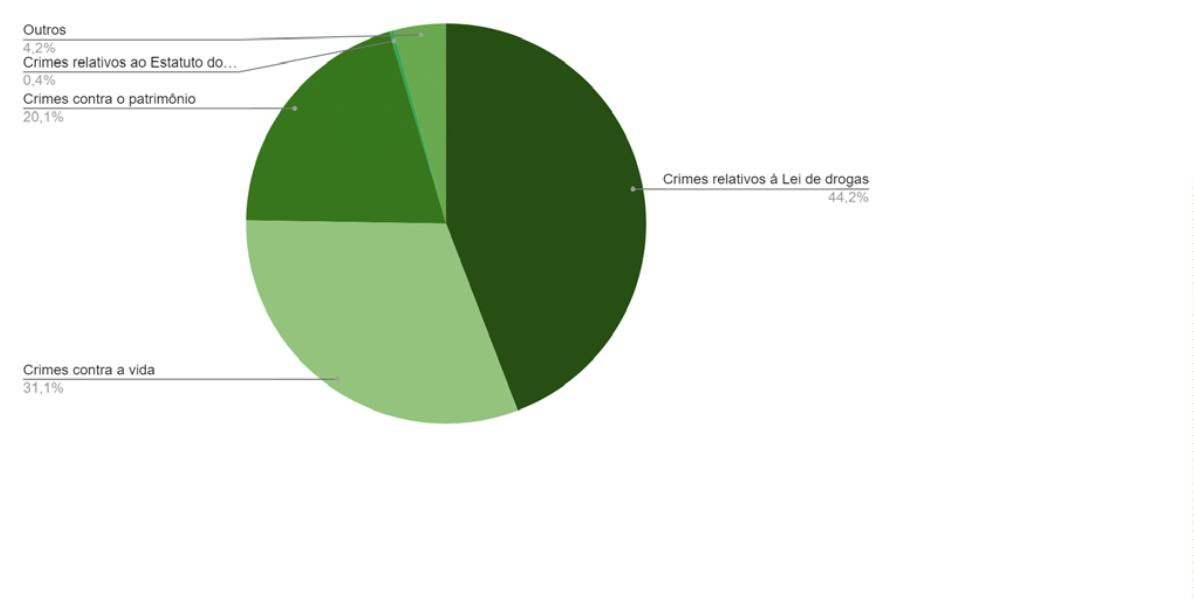 Outros
4,2%
Crimes relativos ao Estatuto do…
0,4%
Crimes contra o patrimônio
20,1%
Crimes relativos à Lei de drogas
44,2%
Crimes contra a vida
31,1%